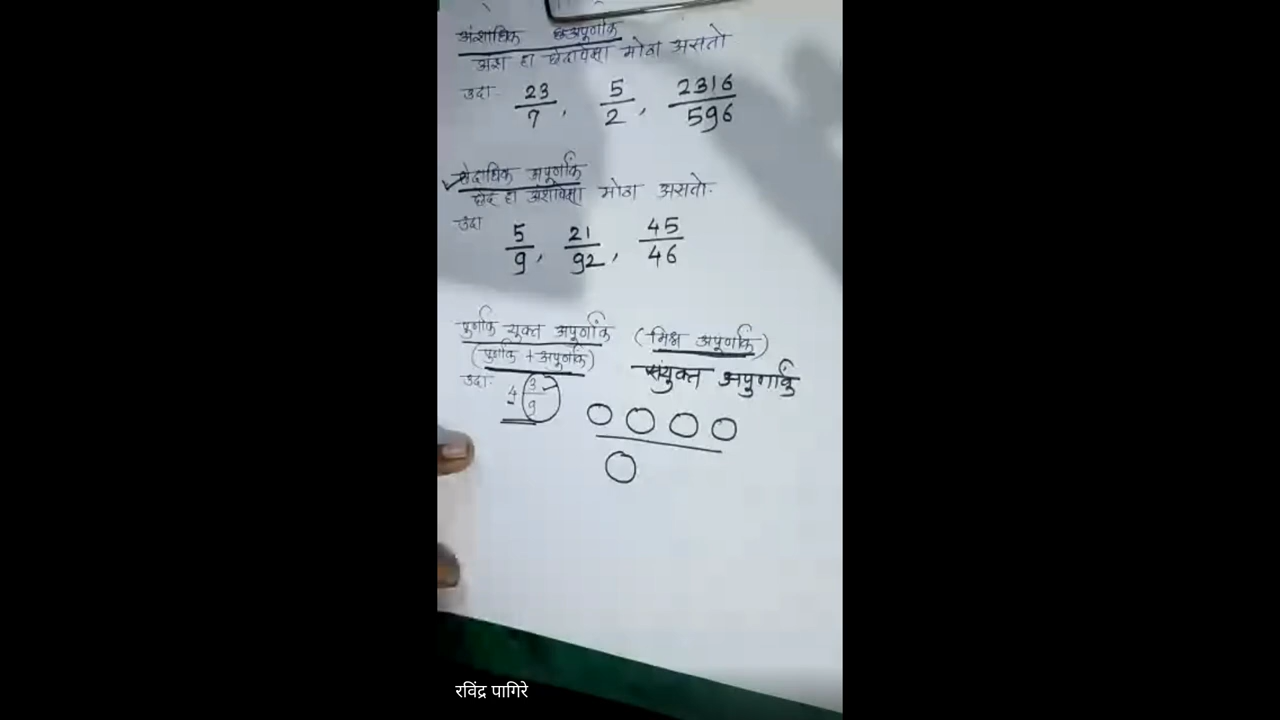 अंशाधिक अपूर्णांक
अंश हा छेदापेक्षा मोठा असतो
उदा. 23/7, 5/2, 2316/596
छेदाधिक अपूर्णांक
छेद हा अंशापेक्षा मोठा असतो.
उदा
5/9, 21/92, 45/46
पुर्णांक युक्त अपूर्णांक (मिश्र अपूर्णांक)
(पुर्णांक + अपूर्णांक) संयुक्त अपुर्णांक
उदा. 4 3/9
रविंद्र पागिरे